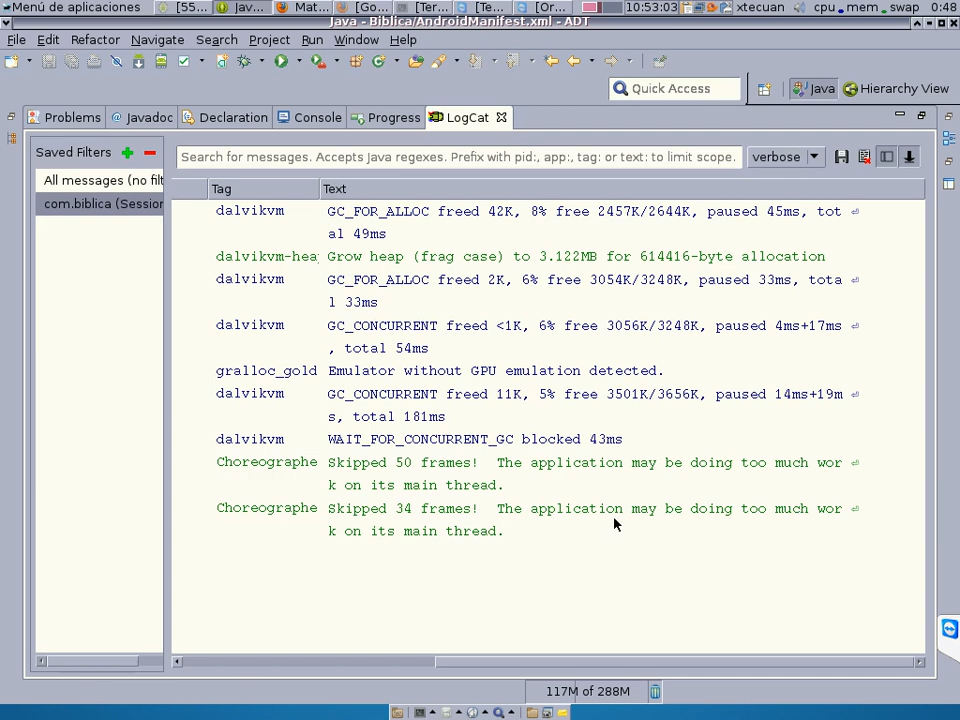 Menú de aplicaciones [55... Jav... Mat... [Go... [Ter... [Te... [Or... 10:53:03 xtecuan cpu mem swap 0:48
Java - Biblica/AndroidManifest.xml - ADT
File Edit Refactor Navigate Search Project Run Window Help
Quick Access Java Hierarchy View
Problems Javadoc Declaration Console Progress LogCat
Saved Filters Search for messages. Accepts Java regexes. Prefix with pid:, app:, tag: or text: to limit scope. verbose
All messages (no filt
com.biblica (Session
Tag Text
dalvikvm GC_FOR_ALLOC freed 42K, 8% free 2457K/2644K, paused 45ms, tot
al 49ms
dalvikvm-heap Grow heap (frag case) to 3.122MB for 614416-byte allocation
dalvikvm GC_FOR_ALLOC freed 2K, 6% free 3054K/3248K, paused 33ms, tota
l 33ms
dalvikvm GC_CONCURRENT freed <1K, 6% free 3056K/3248K, paused 4ms+17ms
, total 54ms
gralloc_gold Emulator without GPU emulation detected.
dalvikvm GC_CONCURRENT freed 11K, 5% free 3501K/3656K, paused 14ms+19m
s, total 181ms
dalvikvm WAIT_FOR_CONCURRENT_GC blocked 43ms
Choreographe Skipped 50 frames! The application may be doing too much wor
k on its main thread.
Choreographe Skipped 34 frames! The application may be doing too much wor
k on its main thread.
117M of 288M